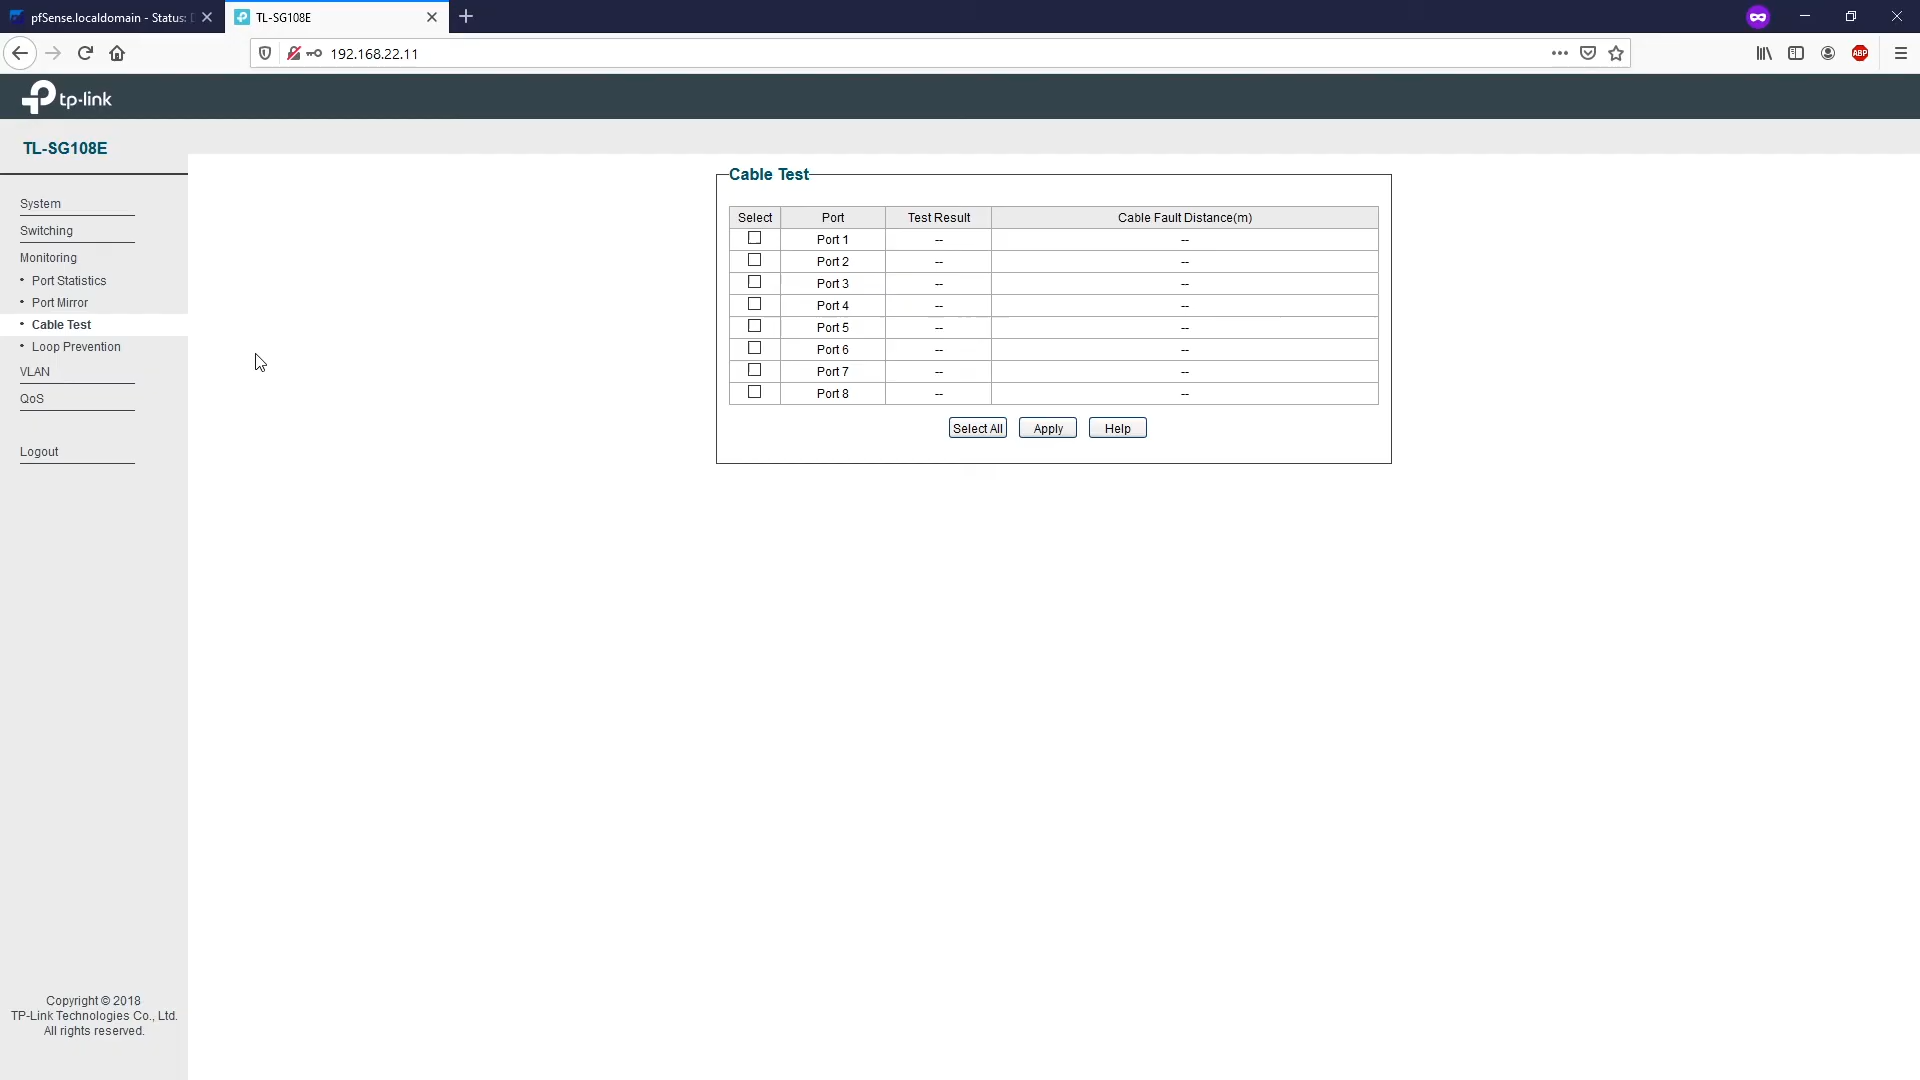 pfSense.localdomain - Status:
TL-SG108E
192.168.22.11
ABP
tp-link
TL-SG108E
System
Switching
Monitoring
Port Statistics
Port Mirror
Cable Test
Loop Prevention
VLAN
QoS
Logout
Cable Test
Select Port Test Result Cable Fault Distance(m)
Port 1 -- --
Port 2 -- --
Port 3 -- --
Port 4 -- --
Port 5 -- --
Port 6 -- --
Port 7 -- --
Port 8 -- --
Select All Apply Help
Copyright © 2018
TP-Link Technologies Co., Ltd.
All rights reserved.